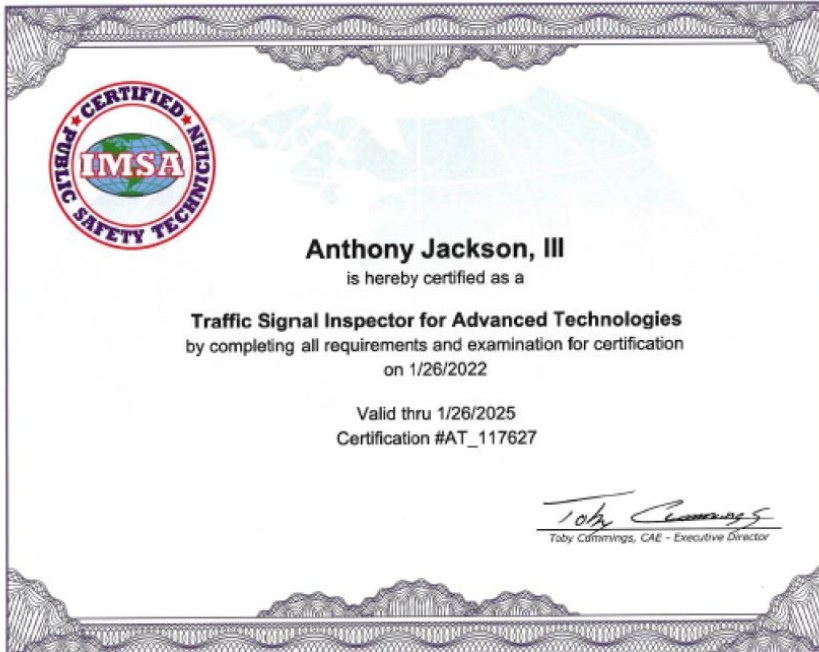 CERTIFIED
PUBLIC SAFETY TECHNICIAN
IMSA
Anthony Jackson, III
is hereby certified as a
Traffic Signal Inspector for Advanced Technologies
by completing all requirements and examination for certification
on 1/26/2022
Valid thru 1/26/2025
Certification #AT_117627
Toby Cummings
Toby Cummings, CAE - Executive Director